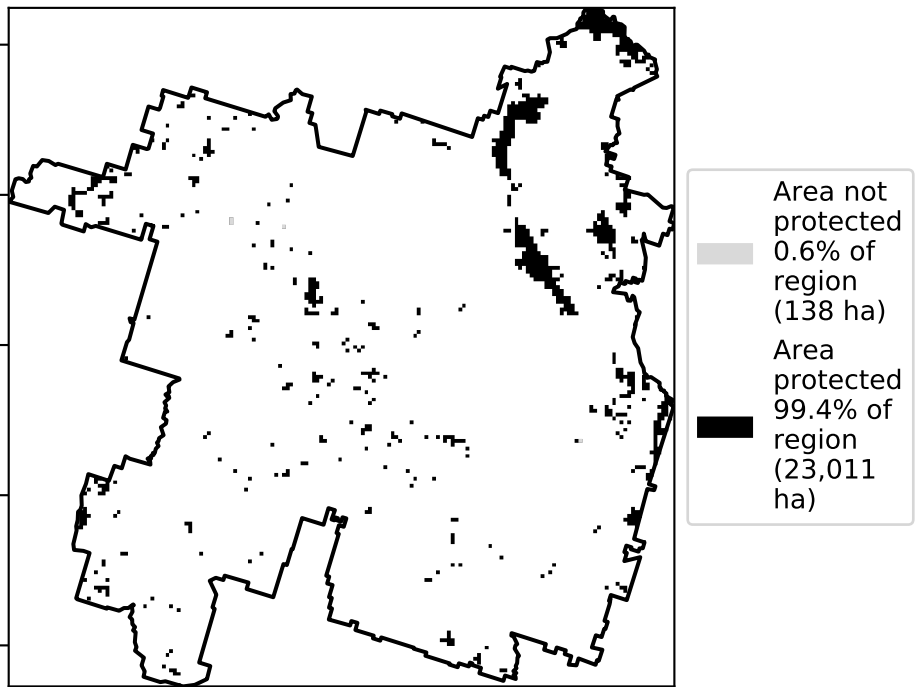 Area not
protected
0.6% of
region
(138 ha)
Area
protected
99.4% of
region
(23,011
ha)